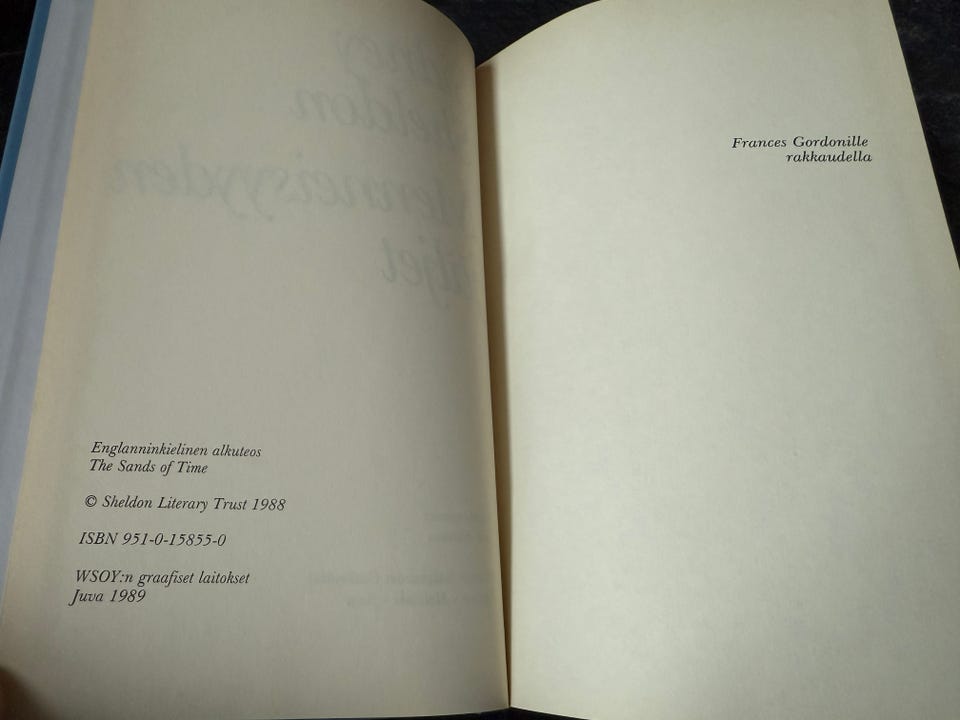 Englanninkielinen alkuteos
The Sands of Time
© Sheldon Literary Trust 1988
ISBN 951-0-15855-0
WSOY:n graafiset laitokset
Juva 1989
Frances Gordonille
rakkaudella